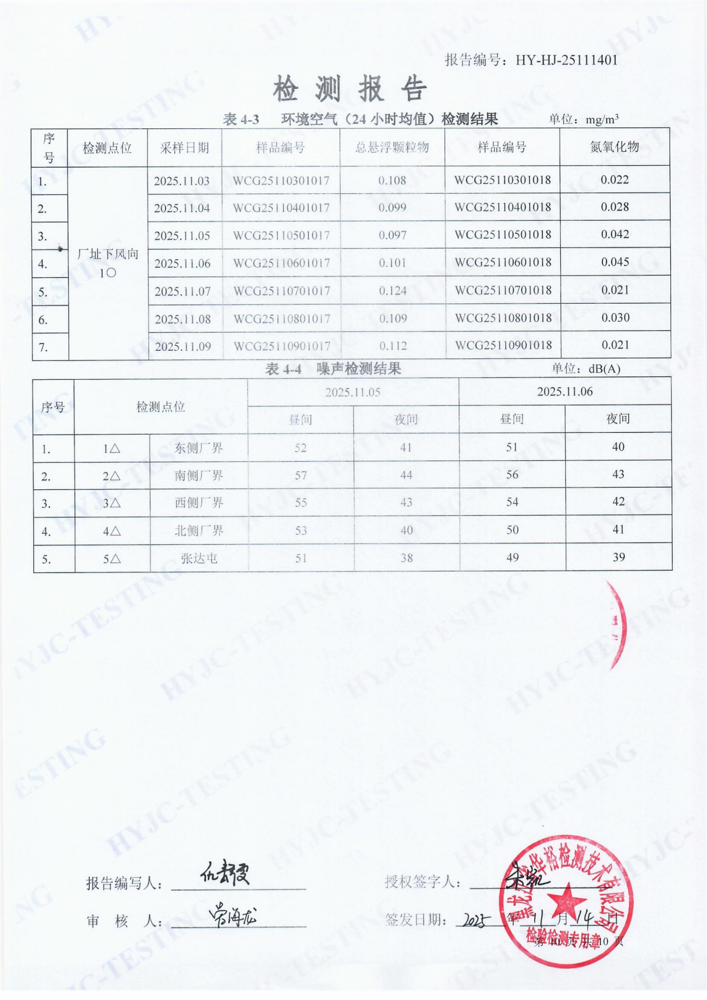 报告编号：HY-HJ-25111401
检 测 报 告
表 4-3 环境空气（24 小时均值）检测结果 单位：mg/m³
序号 检测点位 采样日期 样品编号 总悬浮颗粒物 样品编号 氮氧化物
厂址下风向 1〇
1. 2025.11.03 WCG25110301017 0.108 WCG25110301018 0.022
2. 2025.11.04 WCG25110401017 0.099 WCG25110401018 0.028
3. 2025.11.05 WCG25110501017 0.097 WCG25110501018 0.042
4. 2025.11.06 WCG25110601017 0.101 WCG25110601018 0.045
5. 2025.11.07 WCG25110701017 0.124 WCG25110701018 0.021
6. 2025.11.08 WCG25110801017 0.109 WCG25110801018 0.030
7. 2025.11.09 WCG25110901017 0.112 WCG25110901018 0.021
表 4-4 噪声检测结果 单位：dB(A)
序号 检测点位 2025.11.05 2025.11.06
昼间 夜间 昼间 夜间
1. 1△ 东侧厂界 52 41 51 40
2. 2△ 南侧厂界 57 44 56 43
3. 3△ 西侧厂界 55 43 54 42
4. 4△ 北侧厂界 53 40 50 41
5. 5△ 张达屯 51 38 49 39
报告编写人： 授权签字人：
审 核 人： 签发日期：2025 年 11 月 14 日
黑龙江省华裕检测技术有限公司
检验检测专用章
第 10 页 共 10 页
HYJC-TESTING